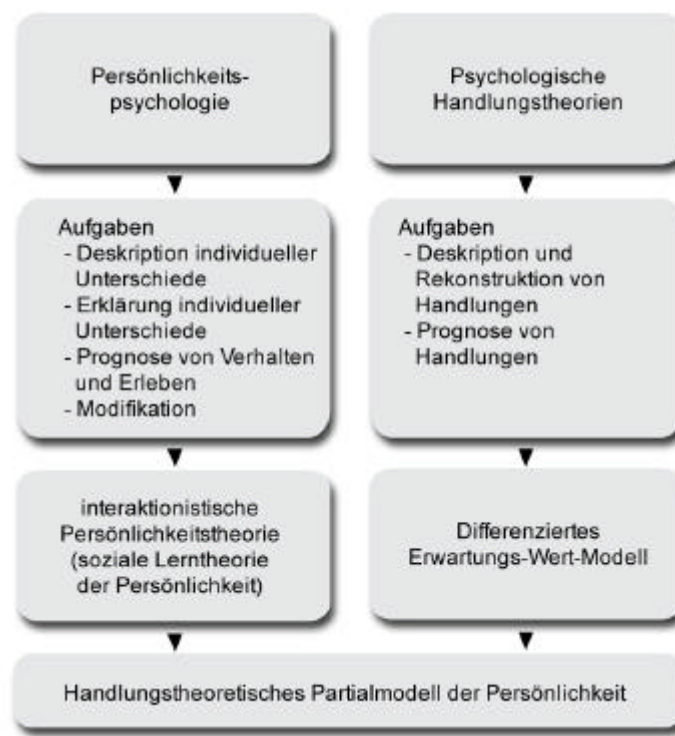 Persönlichkeits-
psychologie
Psychologische
Handlungstheorien
Aufgaben
- Deskription individueller
Unterschiede
- Erklärung individueller
Unterschiede
- Prognose von Verhalten
und Erleben
- Modifikation
Aufgaben
- Deskription und
Rekonstruktion von
Handlungen
- Prognose von
Handlungen
interaktionistische
Persönlichkeitstheorie
(soziale Lerntheorie
der Persönlichkeit)
Differenziertes
Erwartungs-Wert-Modell
Handlungstheoretisches Partialmodell der Persönlichkeit